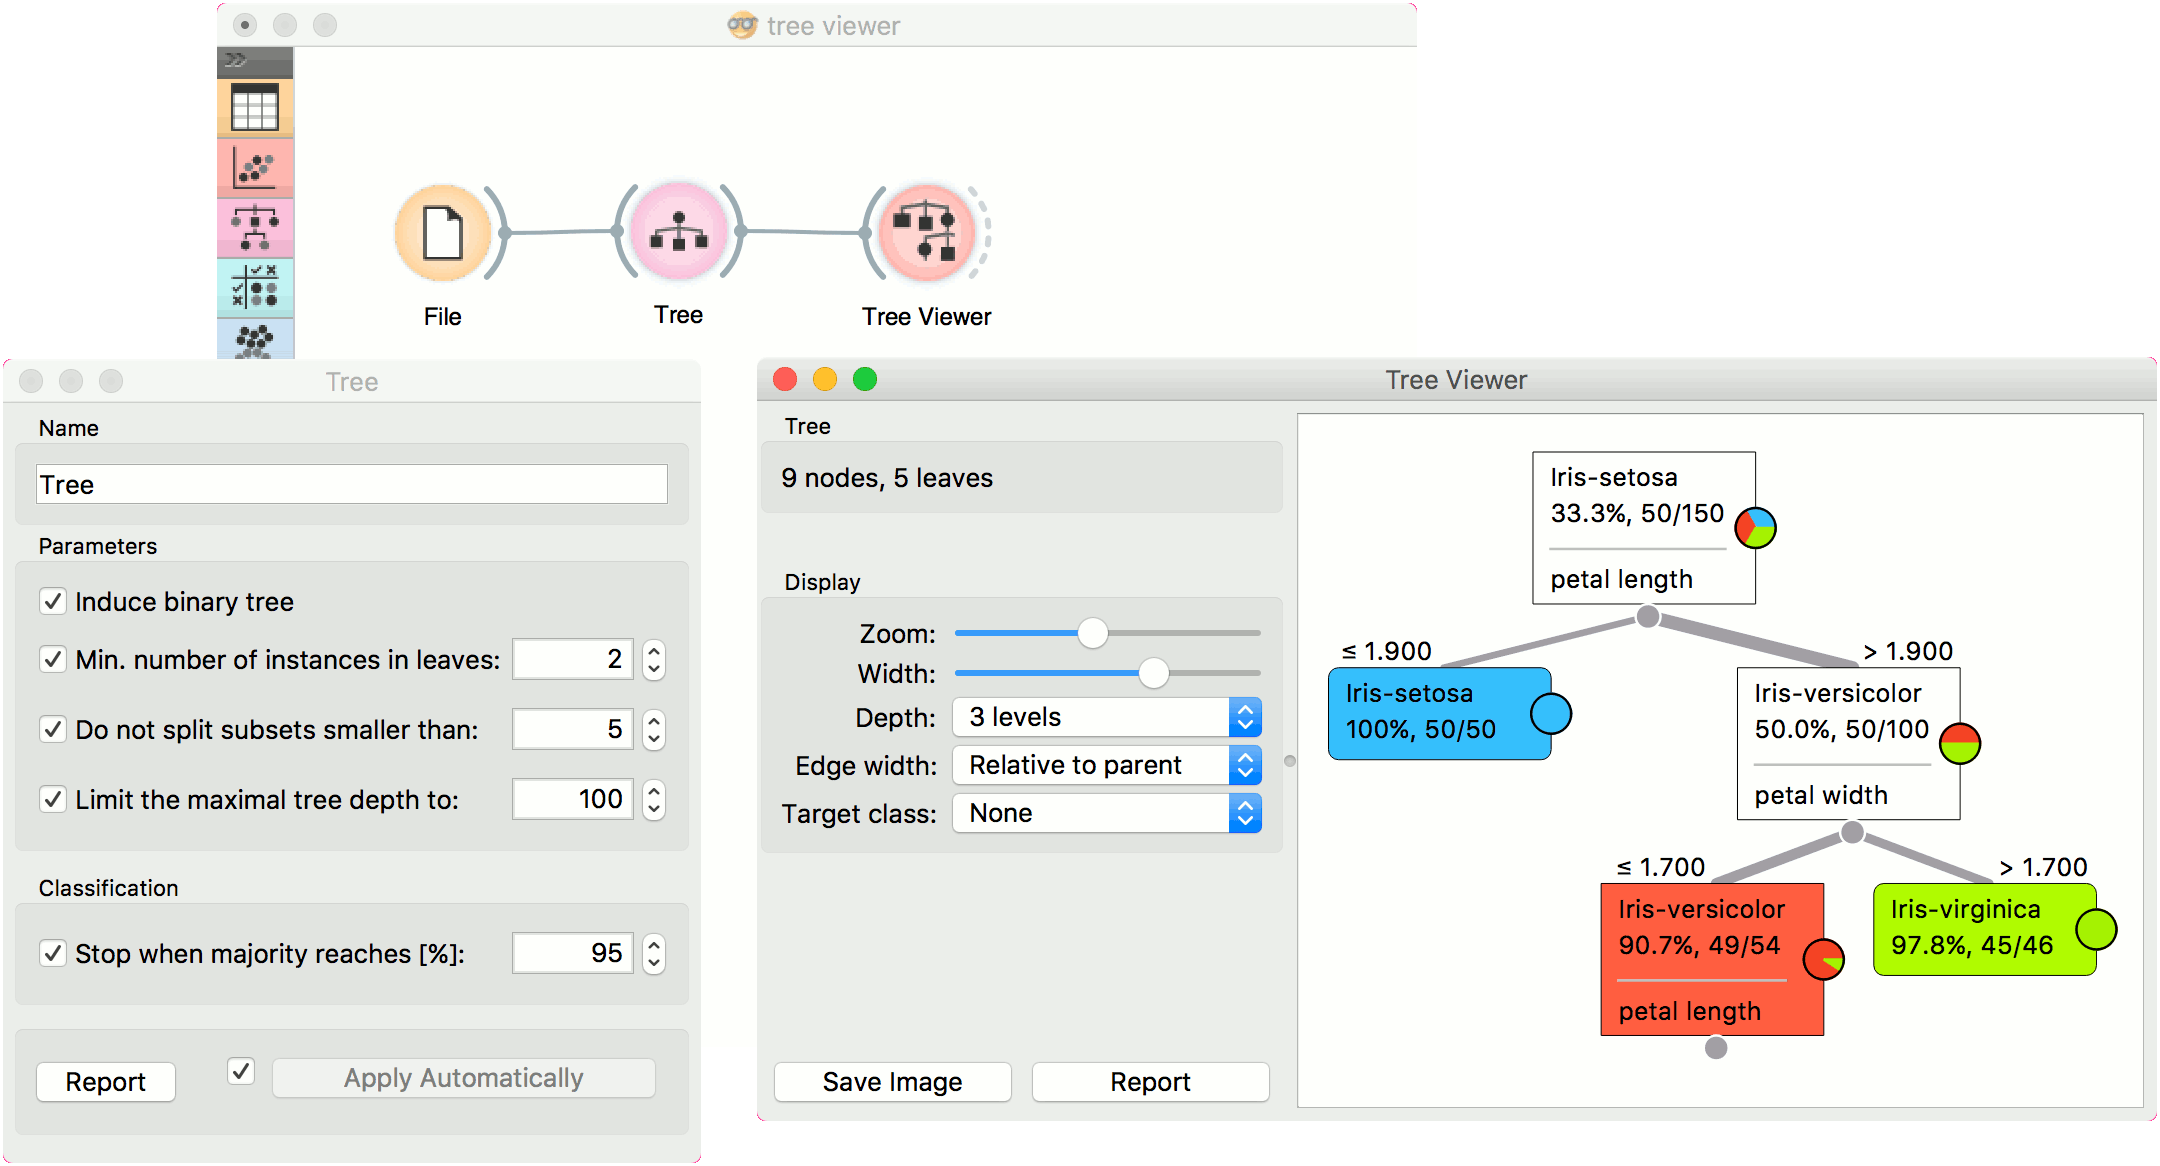 tree viewer
File
Tree
Tree Viewer
Tree
Name
Tree
Parameters
Induce binary tree
Min. number of instances in leaves: 2
Do not split subsets smaller than: 5
Limit the maximal tree depth to: 100
Classification
Stop when majority reaches [%]: 95
Report
Apply Automatically
Tree Viewer
Tree
9 nodes, 5 leaves
Display
Zoom:
Width:
Depth: 3 levels
Edge width: Relative to parent
Target class: None
Save Image
Report
Iris-setosa
33.3%, 50/150
petal length
≤ 1.900
> 1.900
Iris-setosa
100%, 50/50
Iris-versicolor
50.0%, 50/100
petal width
≤ 1.700
> 1.700
Iris-versicolor
90.7%, 49/54
petal length
Iris-virginica
97.8%, 45/46